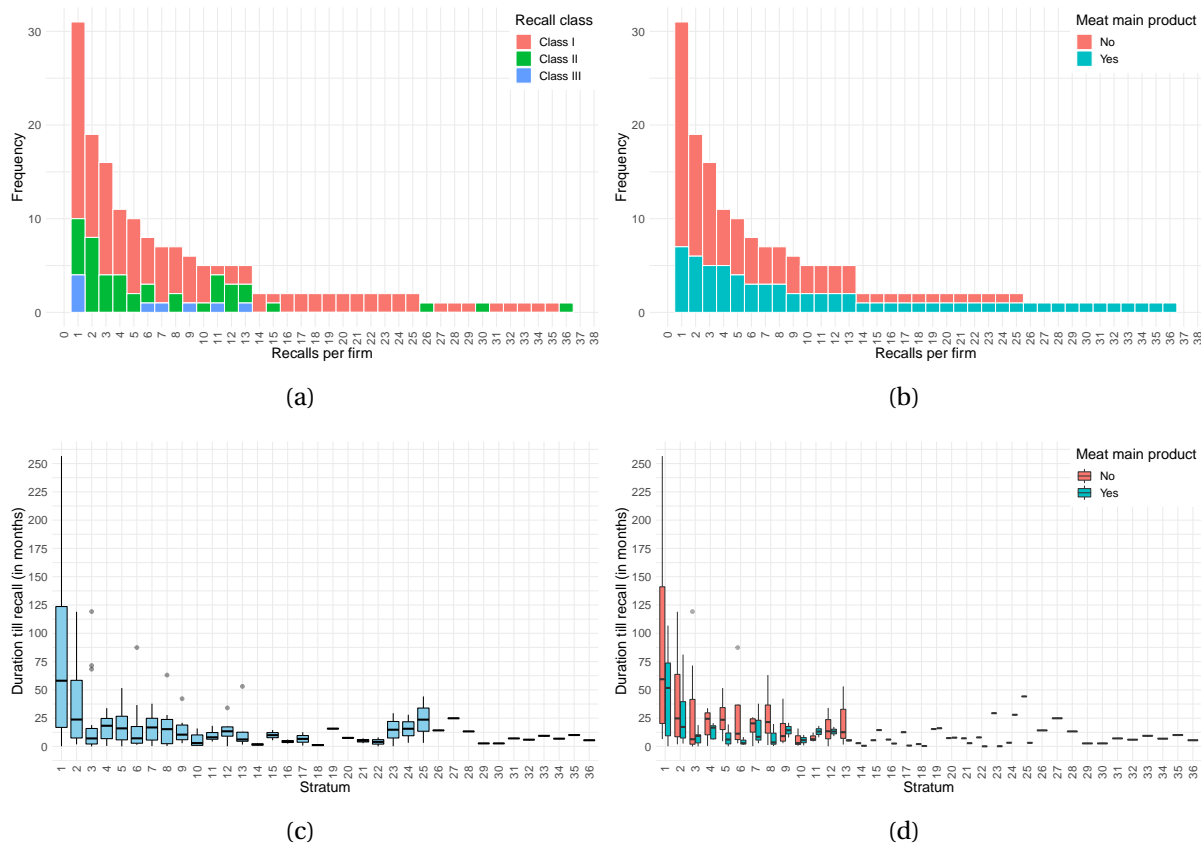 Recall class
Class I
Class II
Class III
Frequency
30
20
10
0
0 1 2 3 4 5 6 7 8 9 10 11 12 13 14 15 16 17 18 19 20 21 22 23 24 25 26 27 28 29 30 31 32 33 34 35 36 37 38
Recalls per firm
(a)
Meat main product
No
Yes
Frequency
30
20
10
0
0 1 2 3 4 5 6 7 8 9 10 11 12 13 14 15 16 17 18 19 20 21 22 23 24 25 26 27 28 29 30 31 32 33 34 35 36 37 38
Recalls per firm
(b)
Duration till recall (in months)
250
225
200
175
150
125
100
75
50
25
0
1 2 3 4 5 6 7 8 9 10 11 12 13 14 15 16 17 18 19 20 21 22 23 24 25 26 27 28 29 30 31 32 33 34 35 36
Stratum
(c)
Meat main product
No
Yes
Duration till recall (in months)
250
225
200
175
150
125
100
75
50
25
0
1 2 3 4 5 6 7 8 9 10 11 12 13 14 15 16 17 18 19 20 21 22 23 24 25 26 27 28 29 30 31 32 33 34 35 36
Stratum
(d)